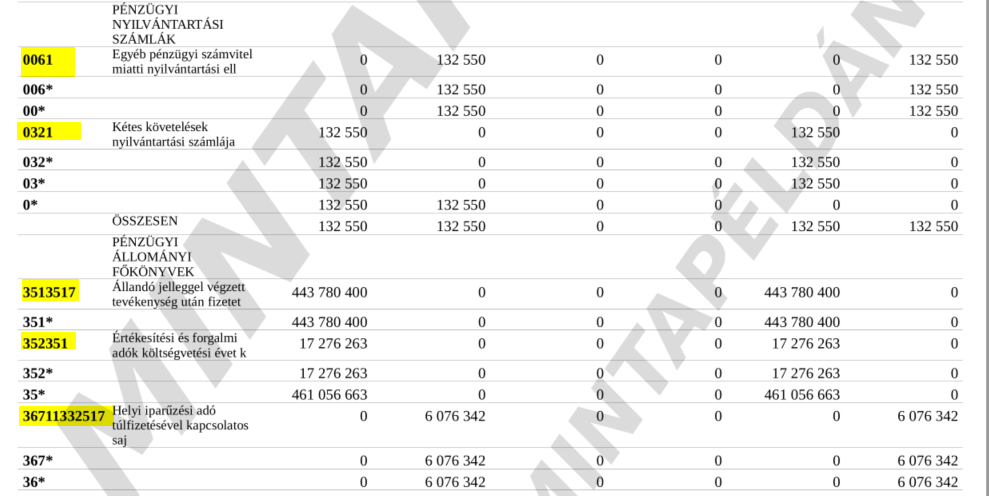 PÉNZÜGYI
NYILVÁNTARTÁSI
SZÁMLÁK
0061 Egyéb pénzügyi számvitel 0 132 550 0 0 0 132 550
miatti nyilvántartási ell
006* 0 132 550 0 0 0 132 550
00* 0 132 550 0 0 0 132 550
0321 Kétes követelések 132 550 0 0 0 132 550 0
nyilvántartási számlája
032* 132 550 0 0 0 132 550 0
03* 132 550 0 0 0 132 550 0
0* 132 550 132 550 0 0 0 0
ÖSSZESEN 132 550 132 550 0 0 132 550 132 550
PÉNZÜGYI
ÁLLOMÁNYI
FŐKÖNYVEK
3513517 Állandó jelleggel végzett 443 780 400 0 0 0 443 780 400 0
tevékenység után fizetet
351* 443 780 400 0 0 0 443 780 400 0
352351 Értékesítési és forgalmi 17 276 263 0 0 0 17 276 263 0
adók költségvetési évet k
352* 17 276 263 0 0 0 17 276 263 0
35* 461 056 663 0 0 0 461 056 663 0
36711332517 Helyi iparűzési adó 0 6 076 342 0 0 0 6 076 342
túlfizetésével kapcsolatos
saj
367* 0 6 076 342 0 0 0 6 076 342
36* 0 6 076 342 0 0 0 6 076 342
MINTA
MINTAPÉLDÁN